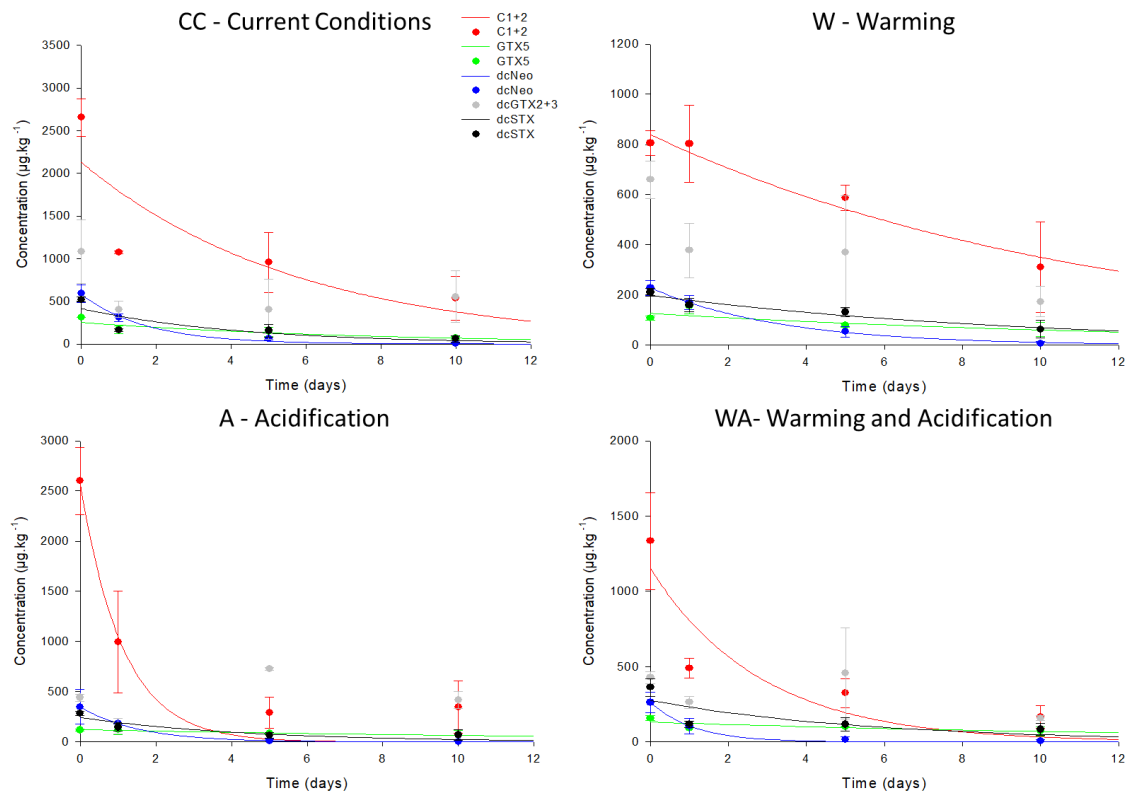 CC - Current Conditions
C1+2
C1+2
GTX5
GTX5
dcNeo
dcNeo
dcGTX2+3
dcSTX
dcSTX
3500
3000
2500
2000
1500
1000
500
0
Concentration (µg.kg⁻¹)
0 2 4 6 8 10 12
Time (days)
W - Warming
1200
1000
800
600
400
200
0
Concentration (µg.kg⁻¹)
0 2 4 6 8 10 12
Time (days)
A - Acidification
3000
2500
2000
1500
1000
500
0
Concentration (µg.kg⁻¹)
0 2 4 6 8 10 12
Time (days)
WA- Warming and Acidification
2000
1500
1000
500
0
Concentration (µg.kg⁻¹)
0 2 4 6 8 10 12
Time (days)